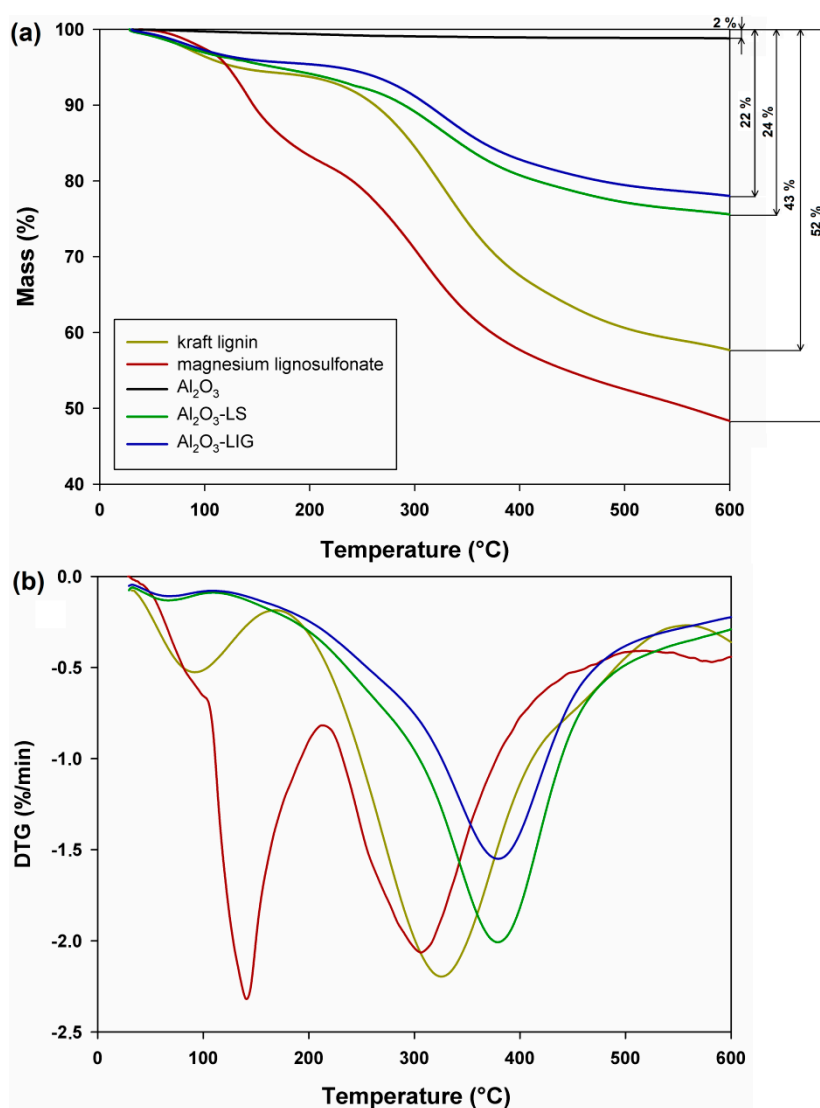 (a)
100
90
80
70
60
50
40
Mass (%)
2 %
22 %
24 %
43 %
52 %
kraft lignin
magnesium lignosulfonate
Al₂O₃
Al₂O₃-LS
Al₂O₃-LIG
0 100 200 300 400 500 600
Temperature (°C)
(b)
0.0
-0.5
-1.0
-1.5
-2.0
-2.5
DTG (%/min)
0 100 200 300 400 500 600
Temperature (°C)